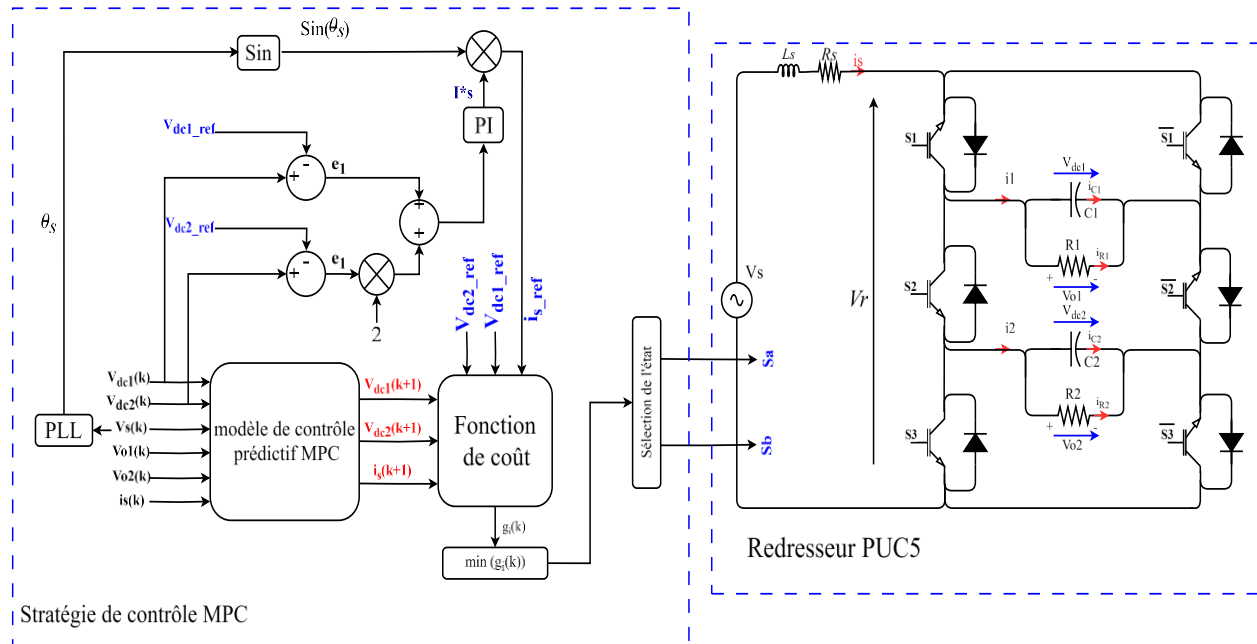 Sin(θs)
Sin
I*s
PI
Vdc1_ref
- 
+
e1
+
+
θs
Vdc2_ref
-
+
e1
2
Vdc2_ref
Vdc1_ref
is_ref
Vdc1(k)
Vdc2(k)
PLL
Vs(k)
Vo1(k)
Vo2(k)
is(k)
modèle de contrôle
prédictif MPC
Vdc1(k+1)
Vdc2(k+1)
is(k+1)
Fonction
de coût
gi(k)
min (gi(k))
Sélection de l'état
Sa
Sb
Stratégie de contrôle MPC
Ls
Rs
is
Vs
Vr
S1
S1
Vdc1
i1
iC1
C1
R1
iR1
+
-
Vo1
S2
S2
Vdc2
i2
iC2
C2
R2
iR2
+
-
Vo2
S3
S3
Redresseur PUC5